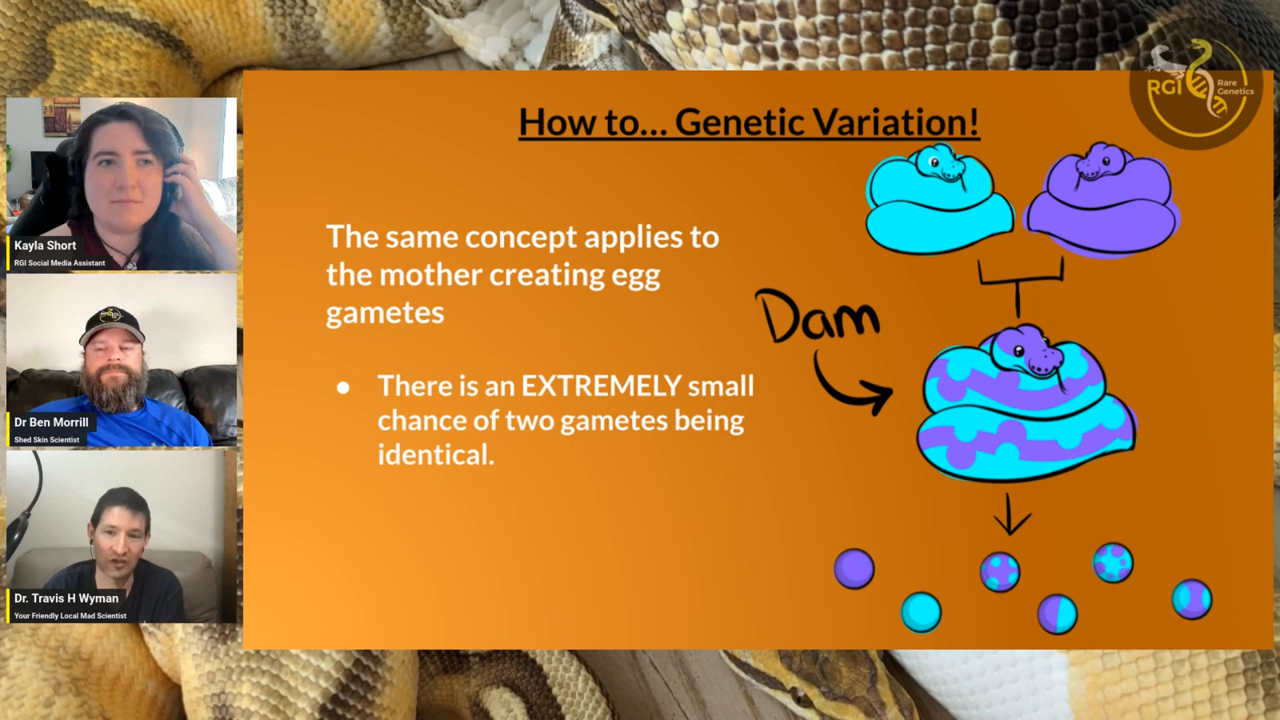 RGI Rare
Genetics
How to... Genetic Variation!
Kayla Short
RGI Social Media Assistant
Dr Ben Morrill
Shed Skin Scientist
Dr. Travis H Wyman
Your Friendly Local Mad Scientist
The same concept applies to
the mother creating egg
gametes
● There is an EXTREMELY small
chance of two gametes being
identical.
Dam